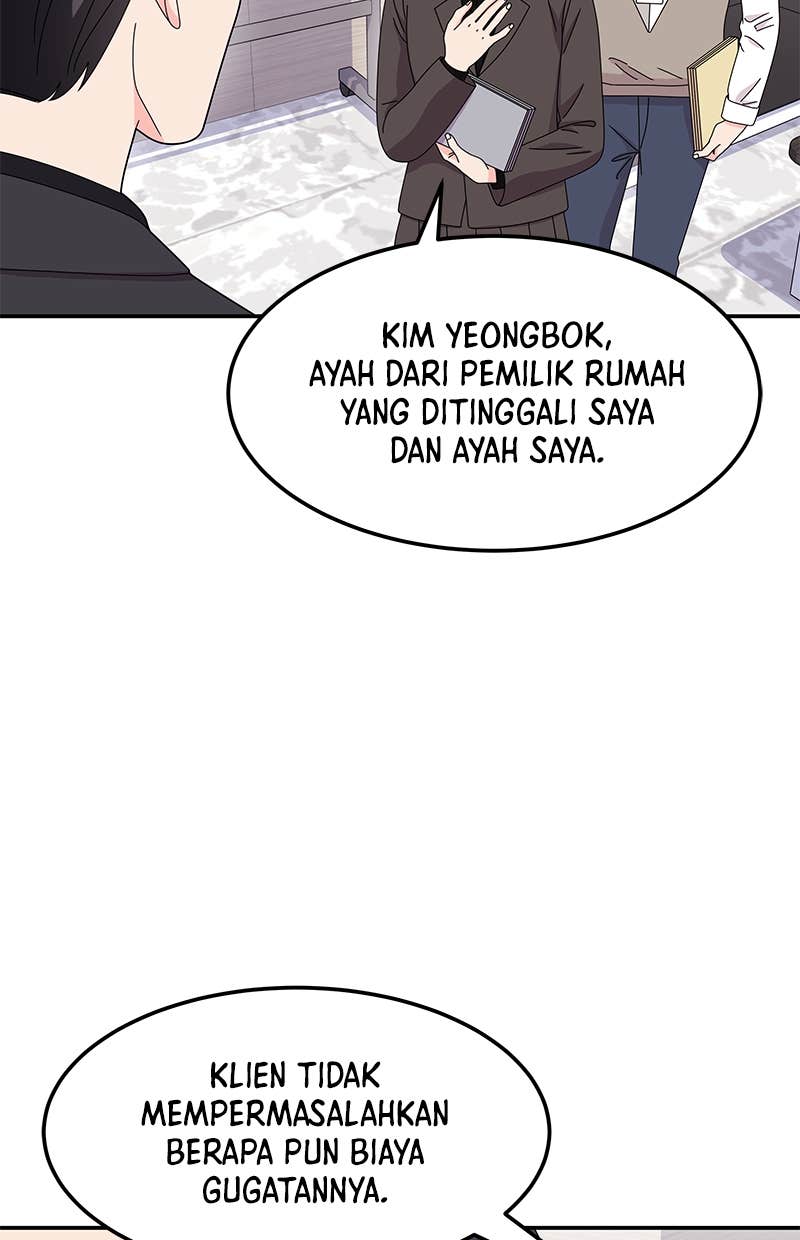 KIM YEONGBOK,
AYAH DARI PEMILIK RUMAH
YANG DITINGGALI SAYA
DAN AYAH SAYA.
KLIEN TIDAK
MEMPERMASALAHKAN
BERAPA PUN BIAYA
GUGATANNYA.